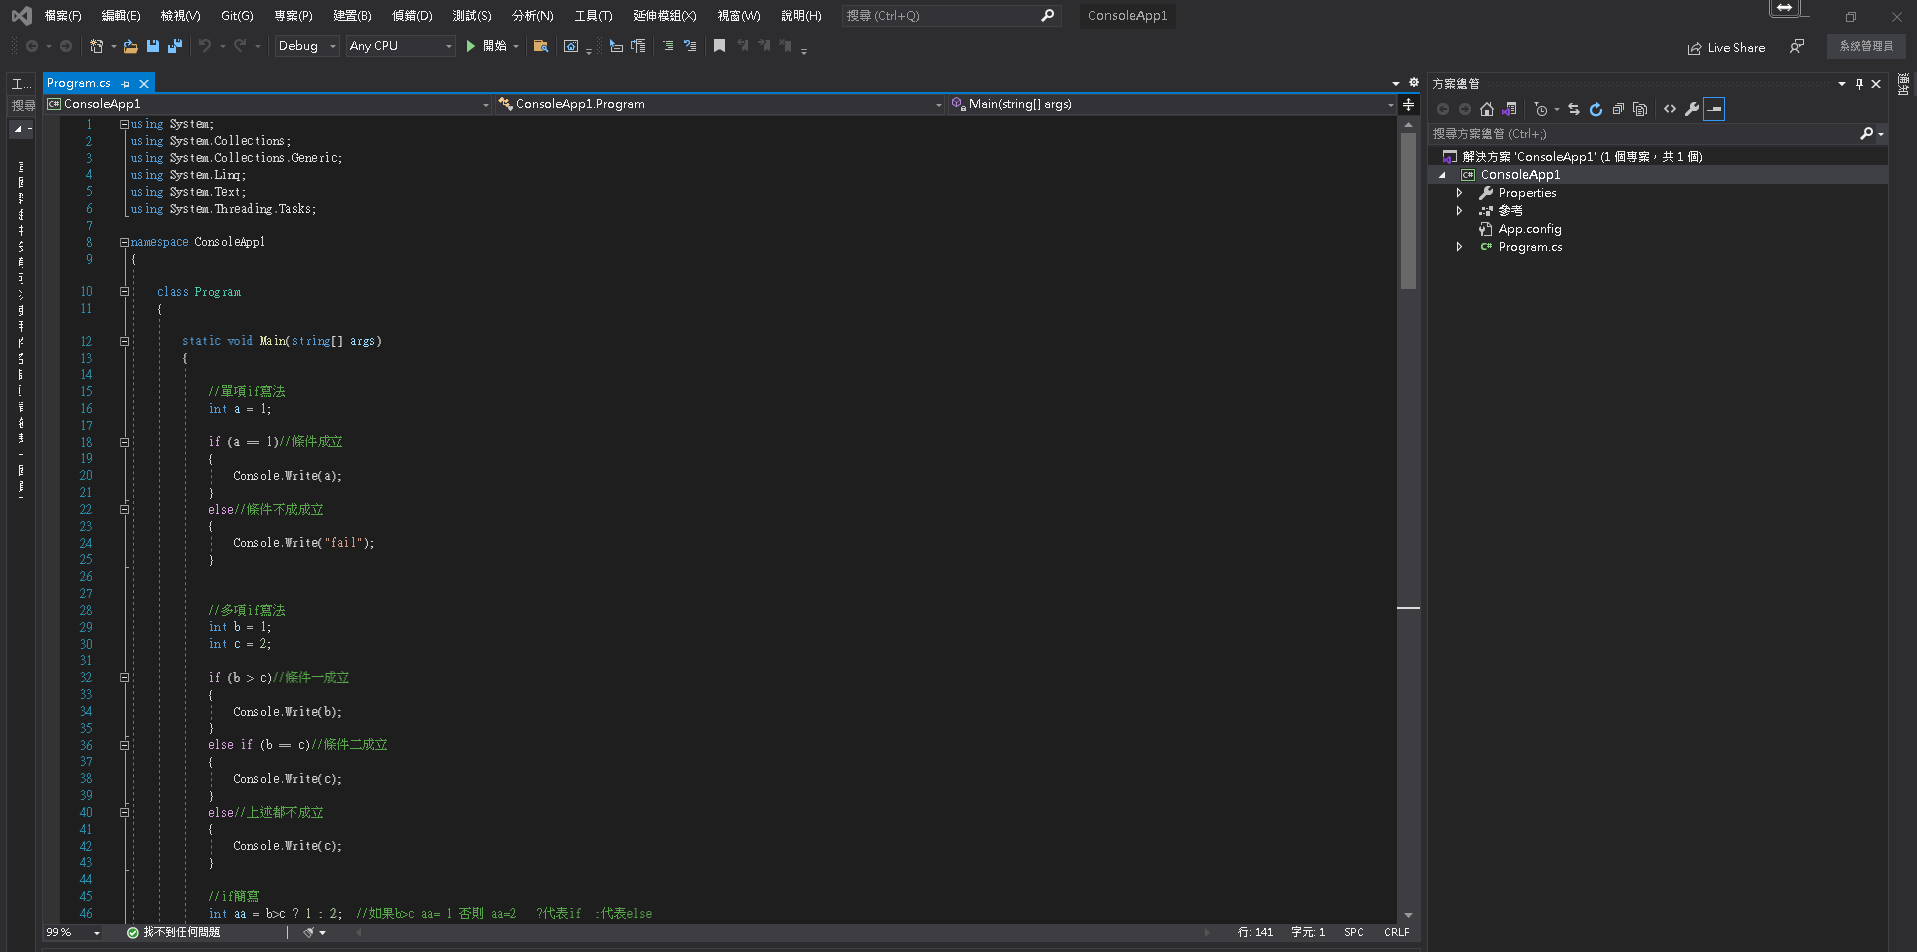 檔案(F) 編輯(E) 檢視(V) Git(G) 專案(P) 建置(B) 偵錯(D) 測試(S) 分析(N) 工具(T) 延伸模組(X) 視窗(W) 說明(H) 搜尋 (Ctrl+Q) ConsoleApp1
Debug Any CPU 開始 Live Share 系統管理員
工...
搜尋
Program.cs
ConsoleApp1 ConsoleApp1.Program Main(string[] args)
1 using System;
2 using System.Collections;
3 using System.Collections.Generic;
4 using System.Linq;
5 using System.Text;
6 using System.Threading.Tasks;
7
8 namespace ConsoleApp1
9 {
10 class Program
11 {
12 static void Main(string[] args)
13 {
14
15 //單項if寫法
16 int a = 1;
17
18 if (a == 1)//條件成立
19 {
20 Console.Write(a);
21 }
22 else//條件不成成立
23 {
24 Console.Write("fail");
25 }
26
27
28 //多項if寫法
29 int b = 1;
30 int c = 2;
31
32 if (b > c)//條件一成立
33 {
34 Console.Write(b);
35 }
36 else if (b == c)//條件二成立
37 {
38 Console.Write(c);
39 }
40 else//上述都不成立
41 {
42 Console.Write(c);
43 }
44
45 //if簡寫
46 int aa = b>c ? 1 : 2; //如果b>c aa= 1 否則 aa=2 ?代表if :代表else
99 % 找不到任何問題 行: 141 字元: 1 SPC CRLF
方案總管
搜尋方案總管 (Ctrl+;)
解決方案 'ConsoleApp1' (1 個專案，共 1 個)
ConsoleApp1
Properties
參考
App.config
Program.cs